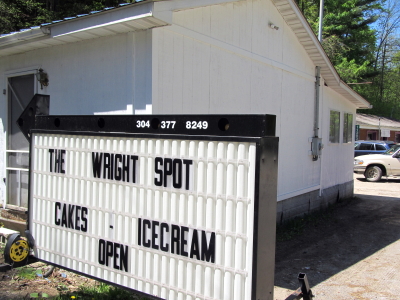 304 377 8249
THE WRIGHT SPOT
CAKES - ICECREAM
OPEN